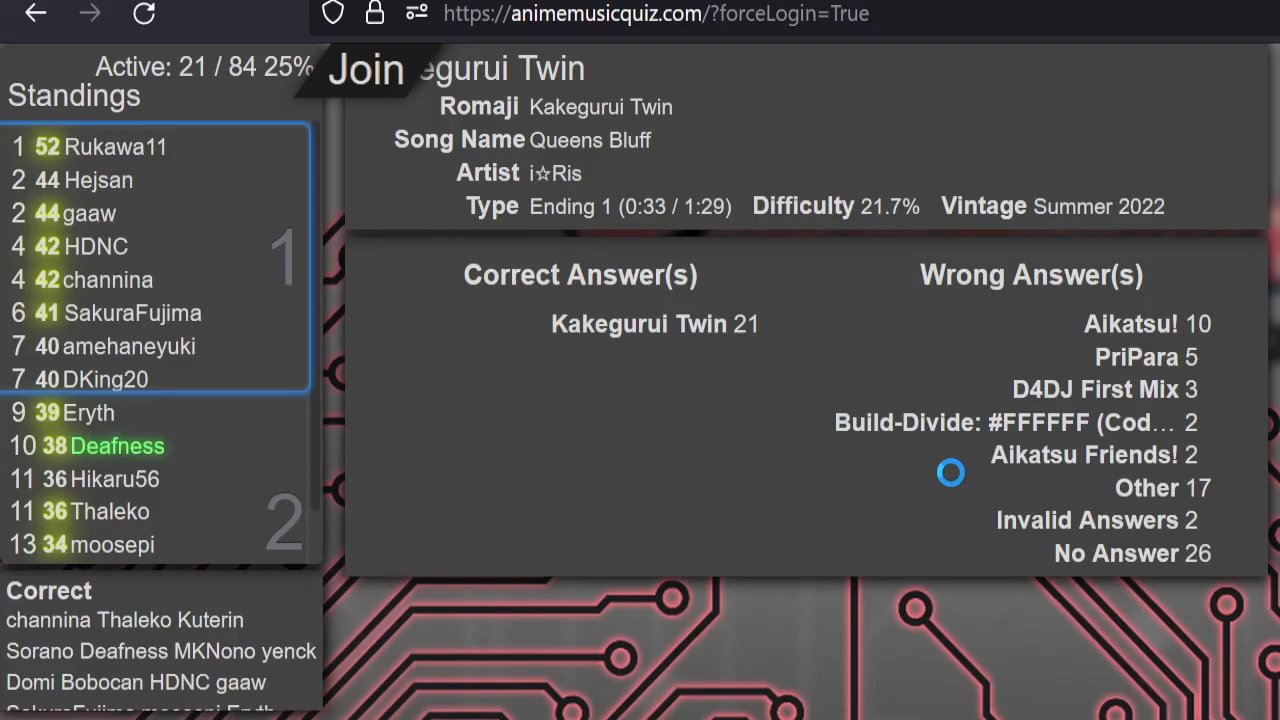 https://animemusicquiz.com/?forceLogin=True
Active: 21 / 84 25%
Join
egurui Twin
Standings
1 52 Rukawa11
2 44 Hejsan
2 44 gaaw
4 42 HDNC
4 42 channina
6 41 SakuraFujima
7 40 amehaneyuki
7 40 DKing20
1
9 39 Eryth
10 38 Deafness
11 36 Hikaru56
11 36 Thaleko
13 34 moosepi
2
Correct
channina Thaleko Kuterin
Sorano Deafness MKNono yenck
Domi Bobocan HDNC gaaw
SakuraFujima moosepi Eryth
Romaji Kakegurui Twin
Song Name Queens Bluff
Artist i☆Ris
Type Ending 1 (0:33 / 1:29) Difficulty 21.7% Vintage Summer 2022
Correct Answer(s)
Kakegurui Twin 21
Wrong Answer(s)
Aikatsu! 10
PriPara 5
D4DJ First Mix 3
Build-Divide: #FFFFFF (Cod... 2
Aikatsu Friends! 2
Other 17
Invalid Answers 2
No Answer 26